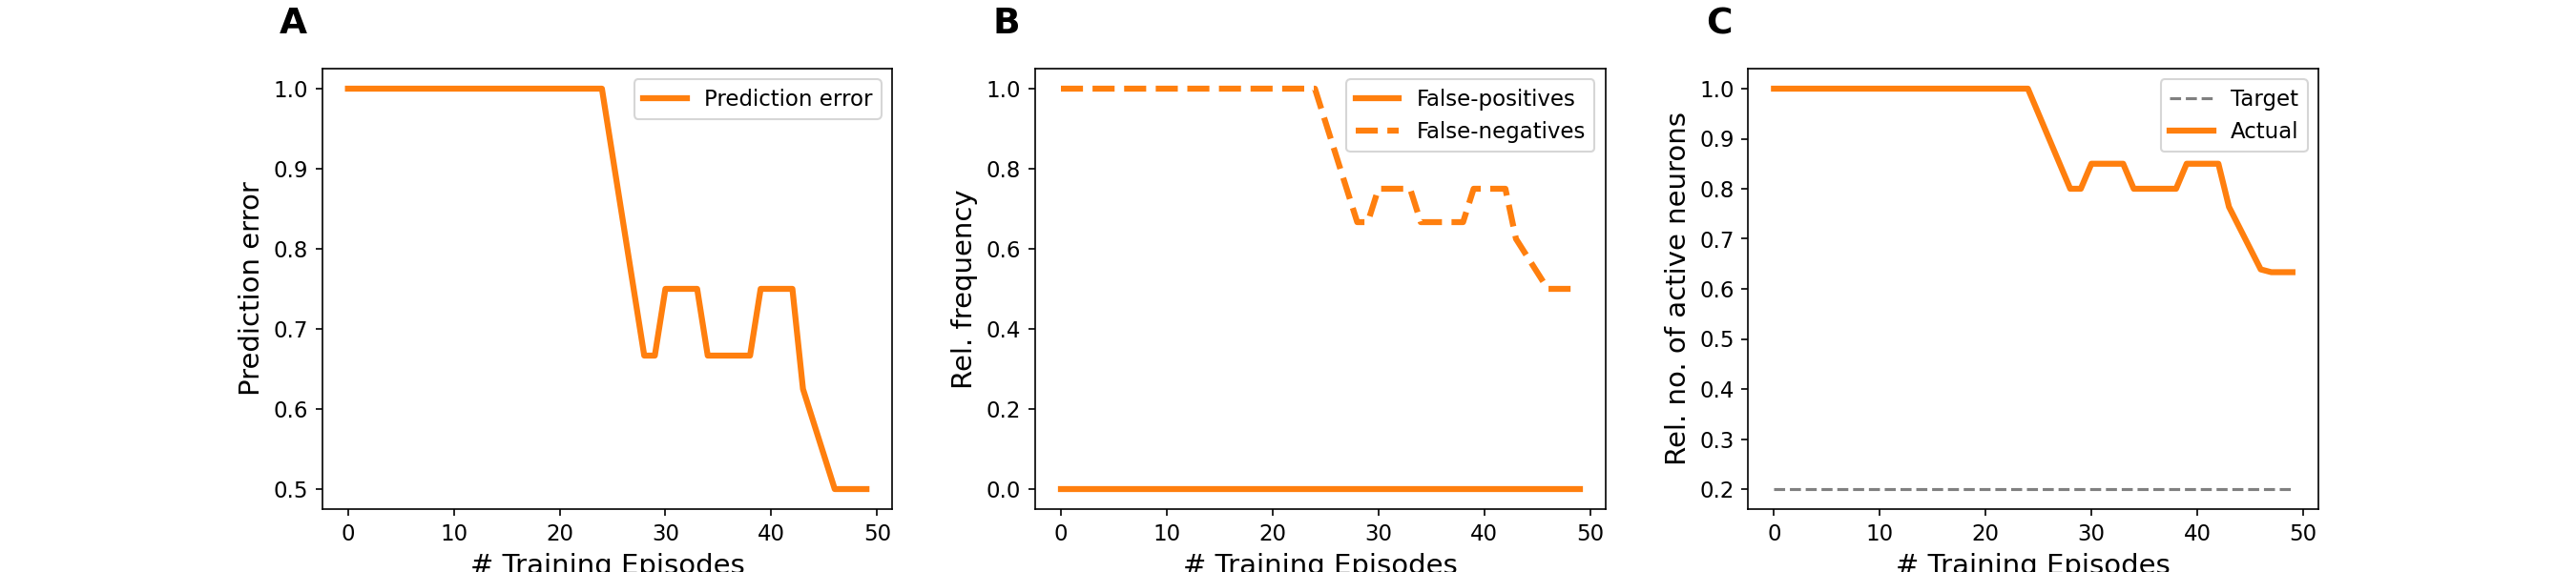 A
Prediction error
1.0
0.9
0.8
0.7
0.6
0.5
Prediction error
0
10
20
30
40
50
# Training Episodes
B
False-positives
False-negatives
1.0
0.8
0.6
0.4
0.2
0.0
Rel. frequency
0
10
20
30
40
50
# Training Episodes
C
Target
Actual
1.0
0.9
0.8
0.7
0.6
0.5
0.4
0.3
0.2
Rel. no. of active neurons
0
10
20
30
40
50
# Training Episodes